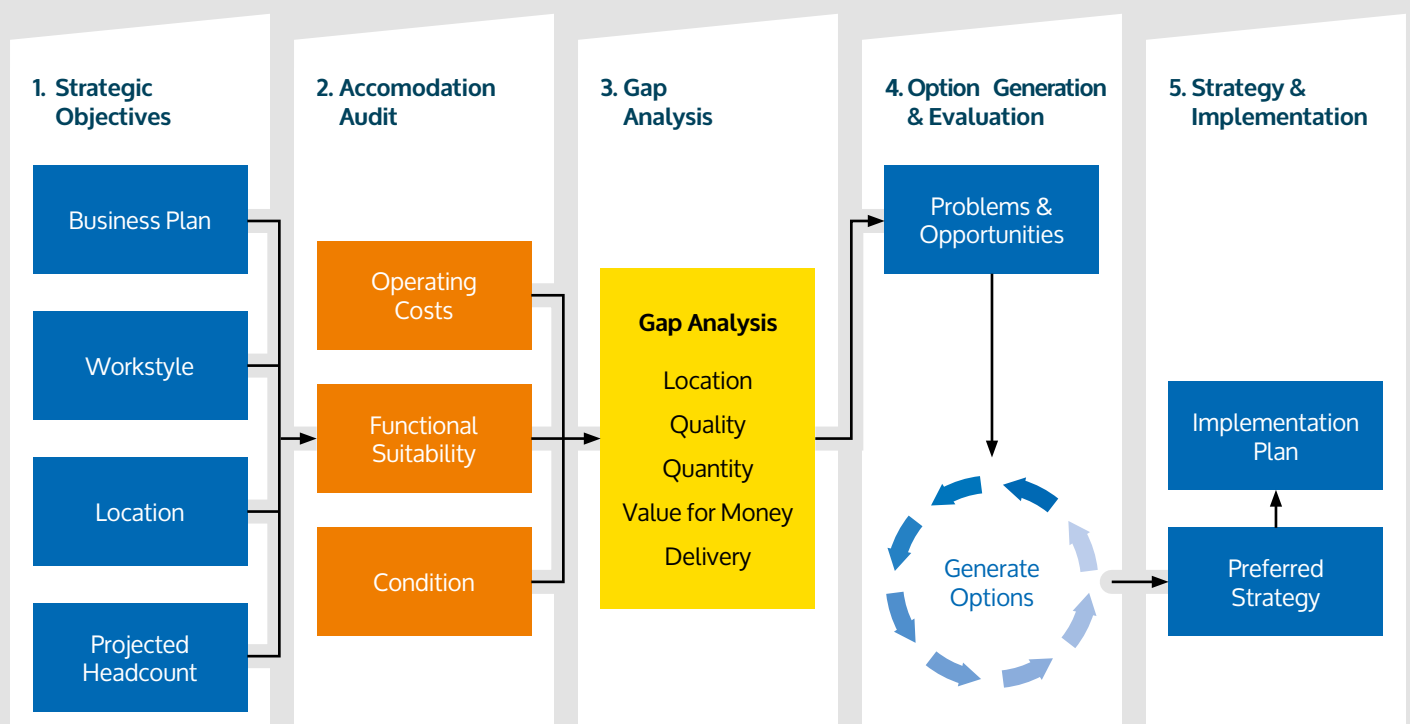 1. Strategic
Objectives
Business Plan
Workstyle
Location
Projected
Headcount
2. Accomodation
Audit
Operating
Costs
Functional
Suitability
Condition
3. Gap
Analysis
Gap Analysis
Location
Quality
Quantity
Value for Money
Delivery
4. Option Generation
& Evaluation
Problems &
Opportunities
Generate
Options
5. Strategy &
Implementation
Implementation
Plan
Preferred
Strategy